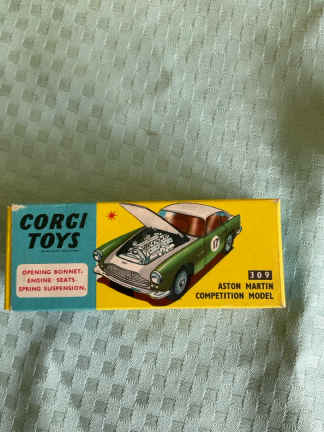 CORGI
TOYS
OPENING BONNET.
ENGINE SEATS.
SPRING SUSPENSION.
17
309
ASTON MARTIN
COMPETITION MODEL